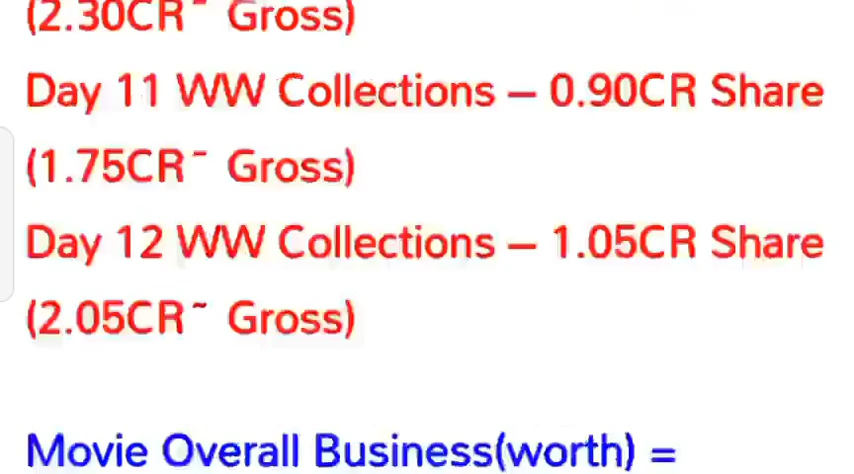 (2.30CR~ Gross)
Day 11 WW Collections – 0.90CR Share
(1.75CR~ Gross)
Day 12 WW Collections – 1.05CR Share
(2.05CR~ Gross)
Movie Overall Business(worth) =